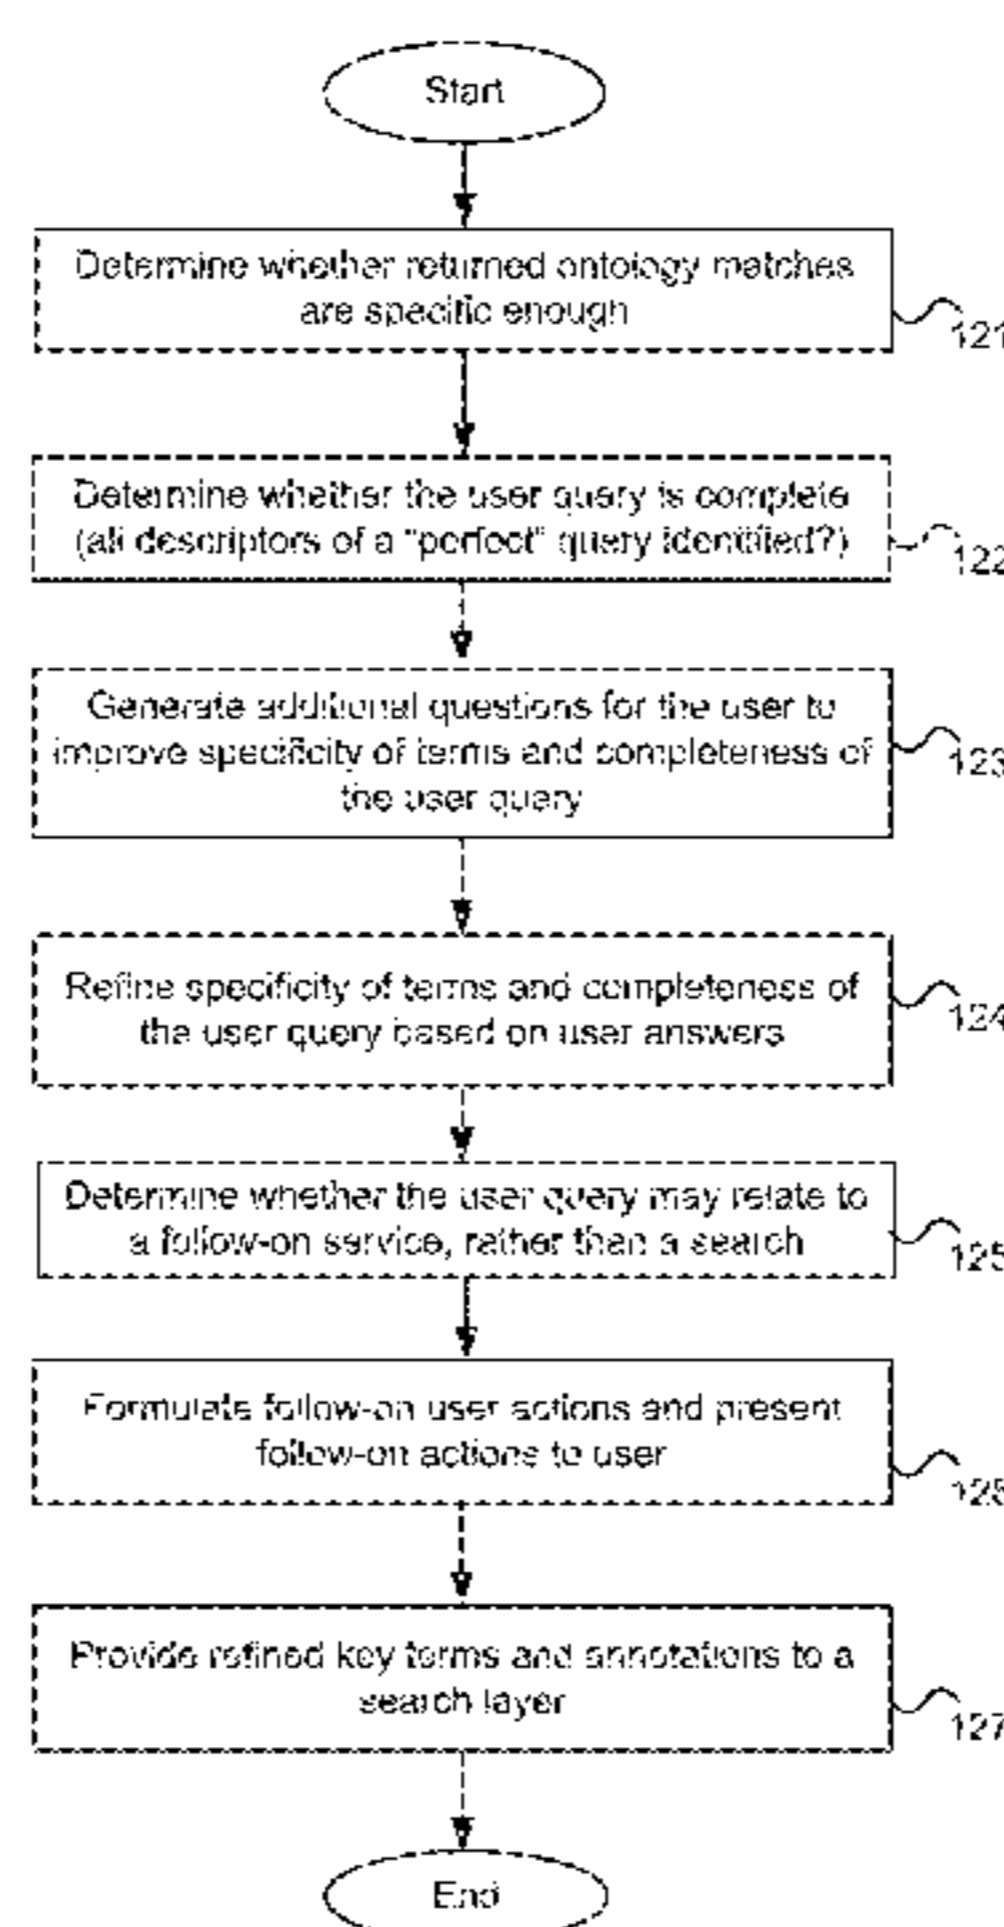 Start
Determine whether returned ontology matches
are specific enough
121
Determine whether the user query is complete
(all descriptors of a "perfect" query identified?)
122
Generate additional questions for the user to
improve specificity of terms and completeness of
the user query
123
Refine specificity of terms and completeness of
the user query based on user answers
124
Determine whether the user query may relate to
a follow-on service, rather than a search
125
Formulate follow-on user actions and present
follow-on actions to user
126
Provide refined key terms and annotations to a
search layer
127
End